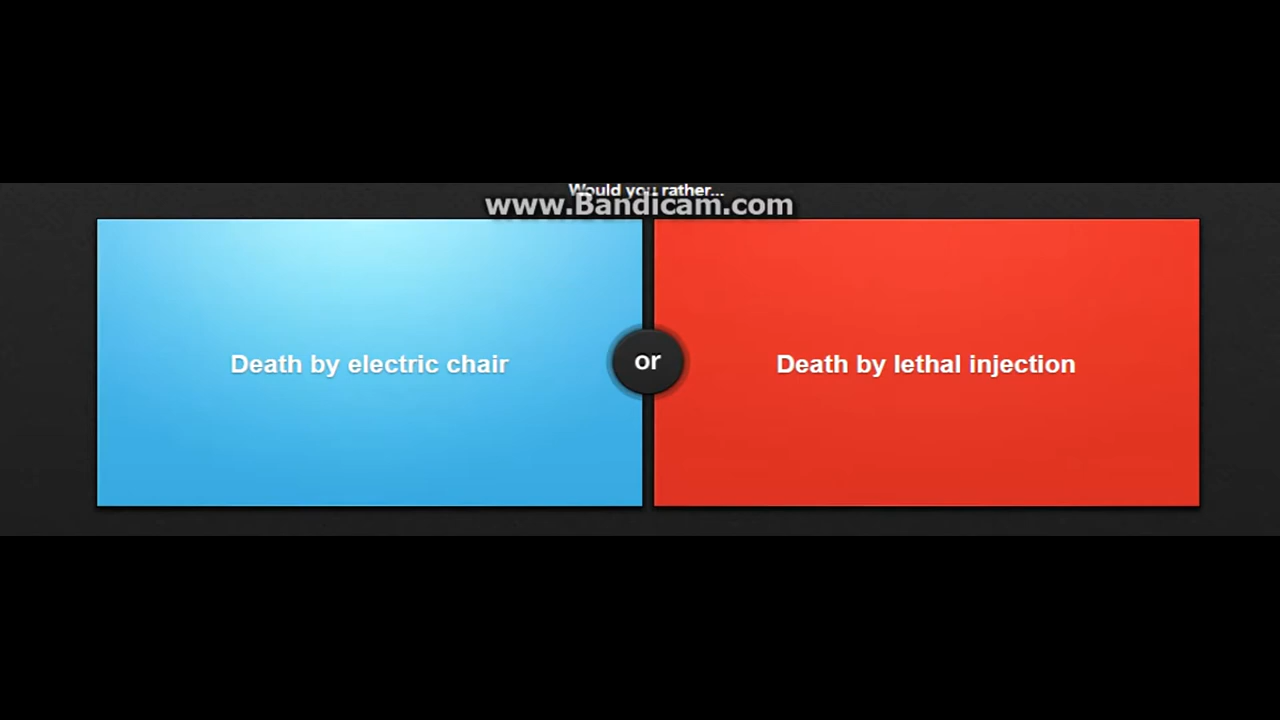 Would you rather...
www.Bandicam.com
Death by electric chair
or
Death by lethal injection